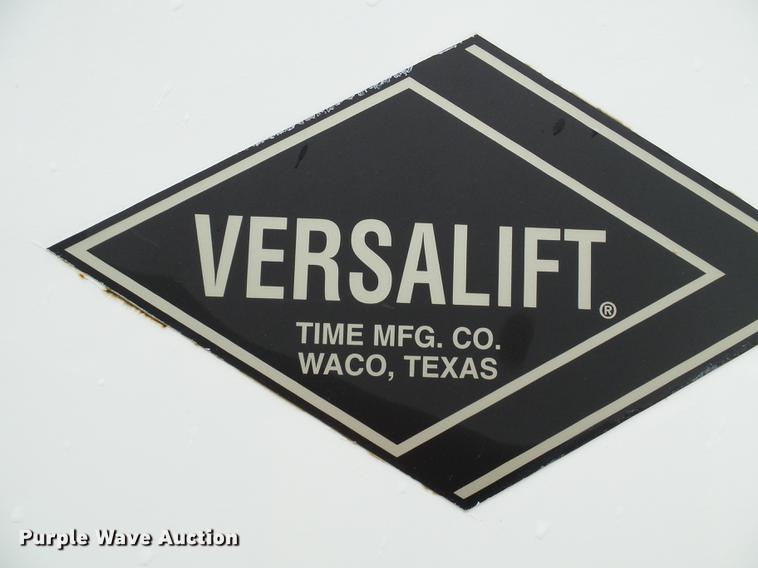 VERSALIFT®
TIME MFG. CO.
WACO, TEXAS
Purple Wave Auction